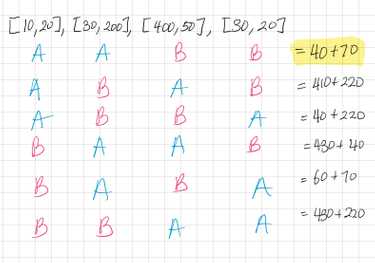 [10,20], [30,200], [400,50], [30,20]
A A B B = 40+70
A B A B = 410+220
A B B A = 40+220
B A A B = 430+40
B A B A = 60+70
B B A A = 430+220